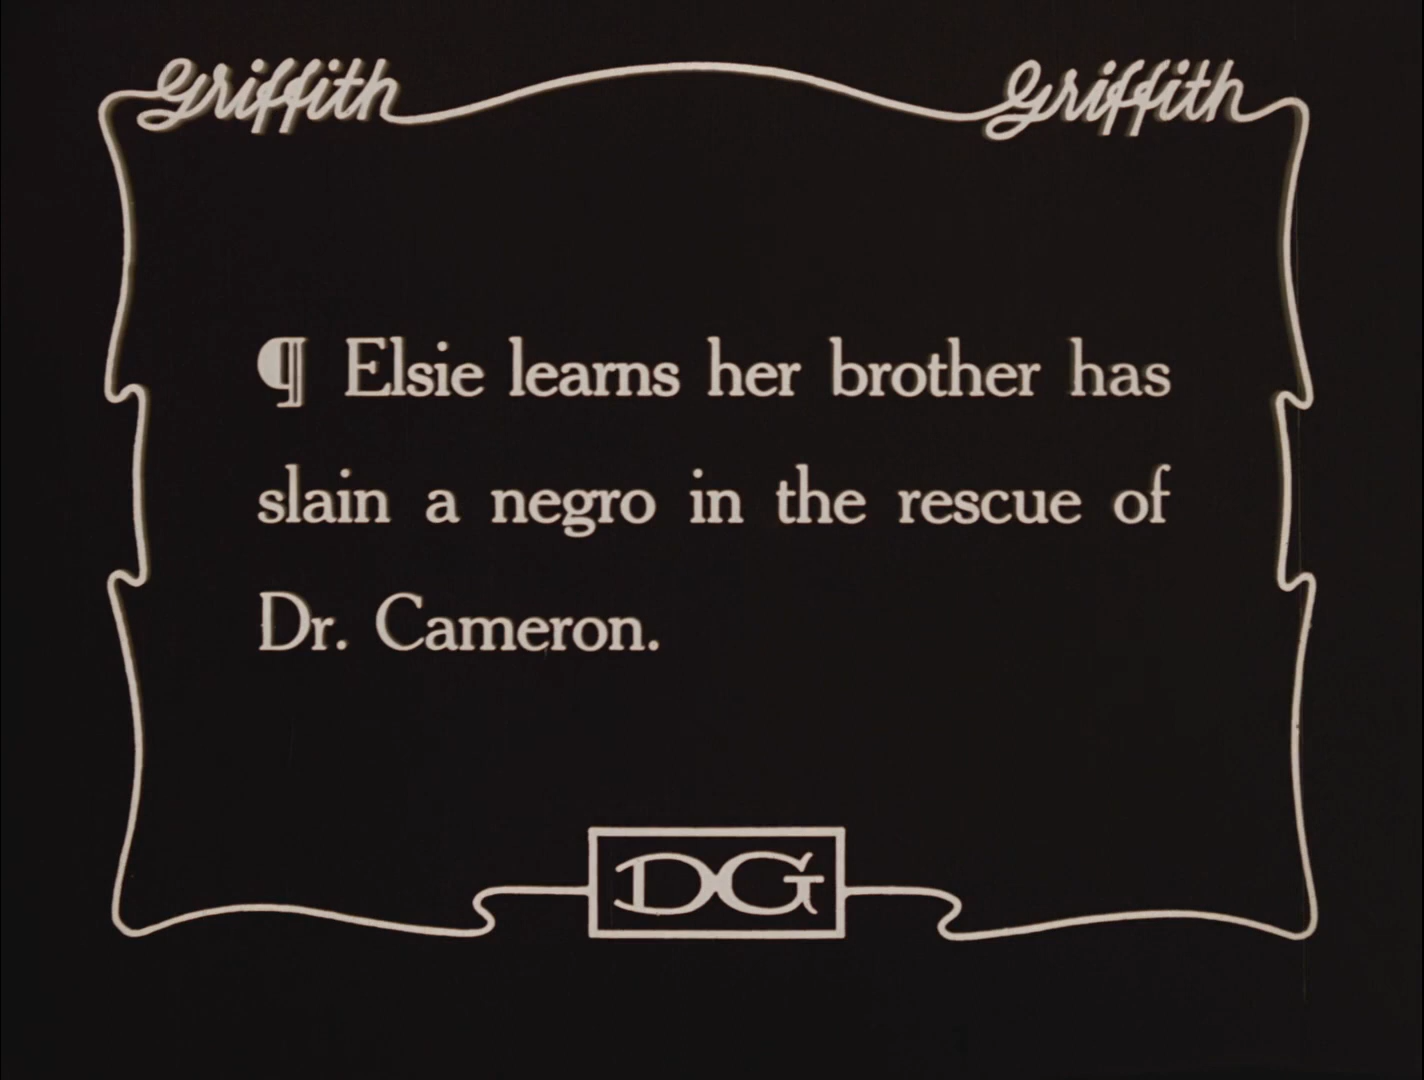 Griffith Griffith
¶ Elsie learns her brother has
slain a negro in the rescue of
Dr. Cameron.
DG